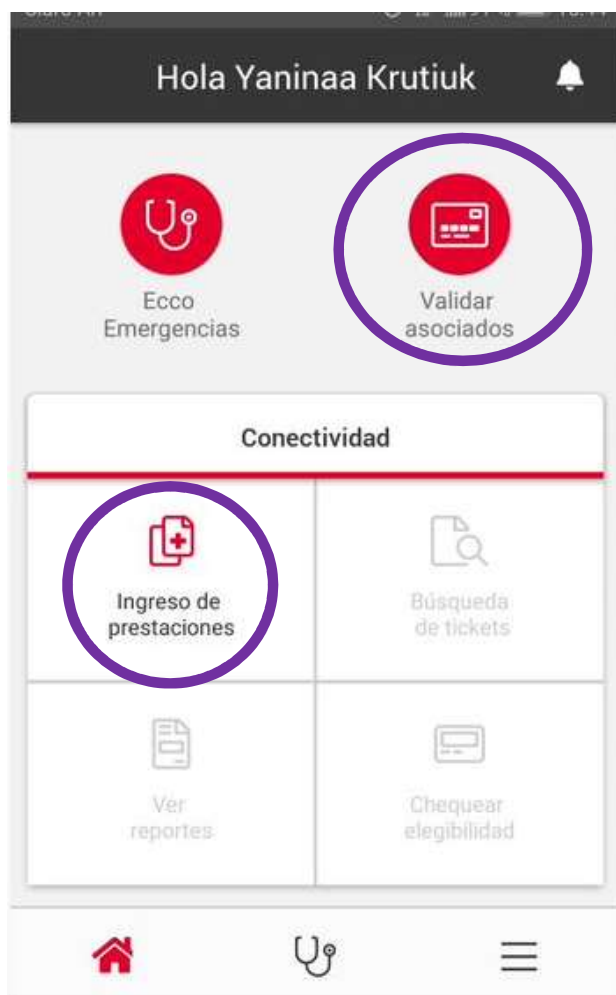 Hola Yaninaa Krutiuk
Ecco
Emergencias
Validar
asociados
Conectividad
Ingreso de
prestaciones
Búsqueda
de tickets
Ver
reportes
Chequear
elegibilidad